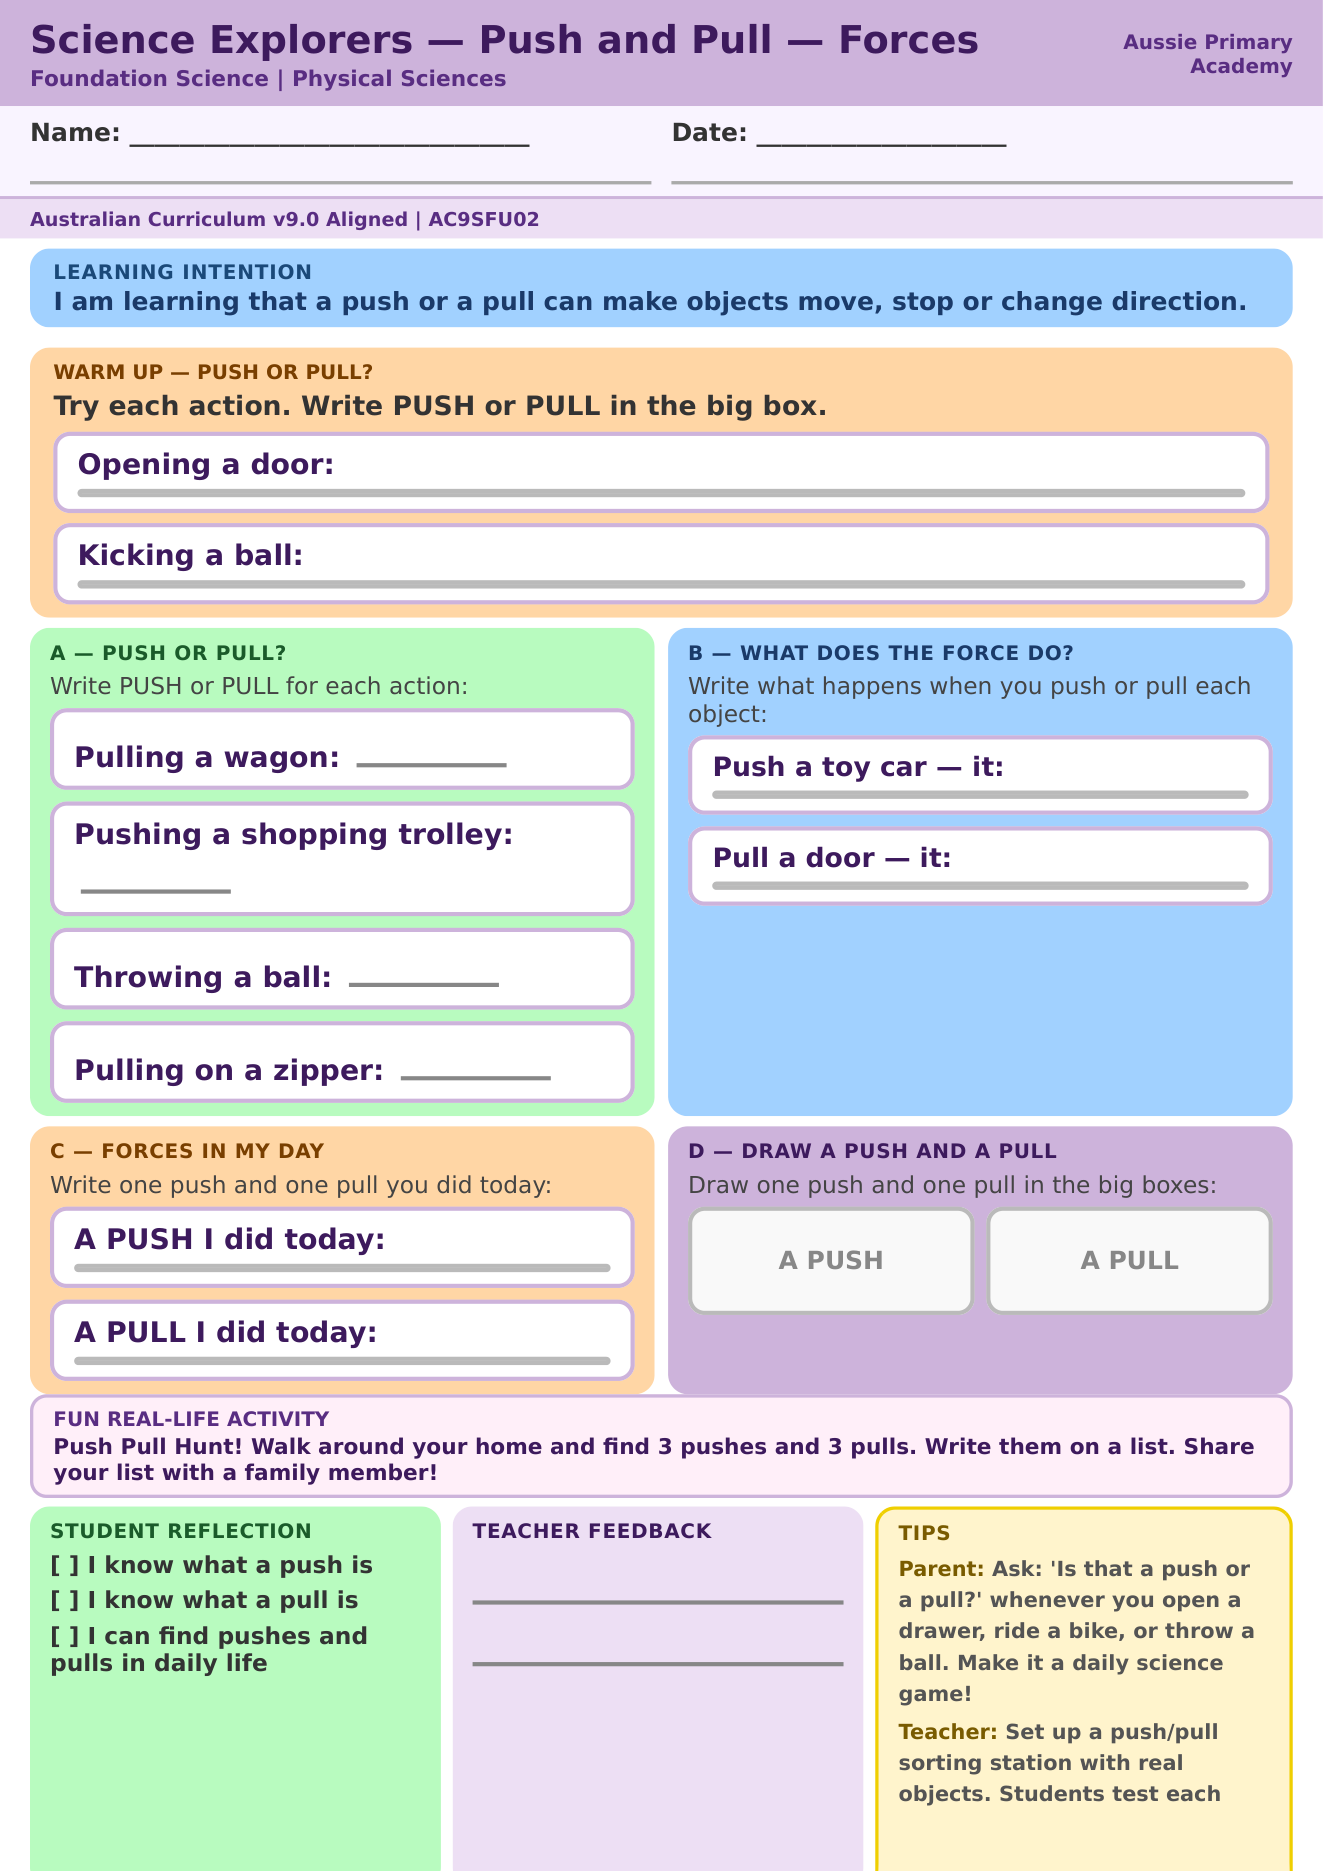 Science Explorers — Push and Pull — Forces
Foundation Science | Physical Sciences
Aussie Primary
Academy
Name: ________________________________
Date: ____________________
Australian Curriculum v9.0 Aligned | AC9SFU02
LEARNING INTENTION
I am learning that a push or a pull can make objects move, stop or change direction.
WARM UP — PUSH OR PULL?
Try each action. Write PUSH or PULL in the big box.
Opening a door:
Kicking a ball:
A — PUSH OR PULL?
Write PUSH or PULL for each action:
Pulling a wagon: __________
Pushing a shopping trolley:
__________
Throwing a ball: __________
Pulling on a zipper: __________
B — WHAT DOES THE FORCE DO?
Write what happens when you push or pull each
object:
Push a toy car — it:
Pull a door — it:
C — FORCES IN MY DAY
Write one push and one pull you did today:
A PUSH I did today:
A PULL I did today:
D — DRAW A PUSH AND A PULL
Draw one push and one pull in the big boxes:
A PUSH
A PULL
FUN REAL-LIFE ACTIVITY
Push Pull Hunt! Walk around your home and find 3 pushes and 3 pulls. Write them on a list. Share
your list with a family member!
STUDENT REFLECTION
[ ] I know what a push is
[ ] I know what a pull is
[ ] I can find pushes and
pulls in daily life
TEACHER FEEDBACK
TIPS
Parent: Ask: 'Is that a push or
a pull?' whenever you open a
drawer, ride a bike, or throw a
ball. Make it a daily science
game!
Teacher: Set up a push/pull
sorting station with real
objects. Students test each